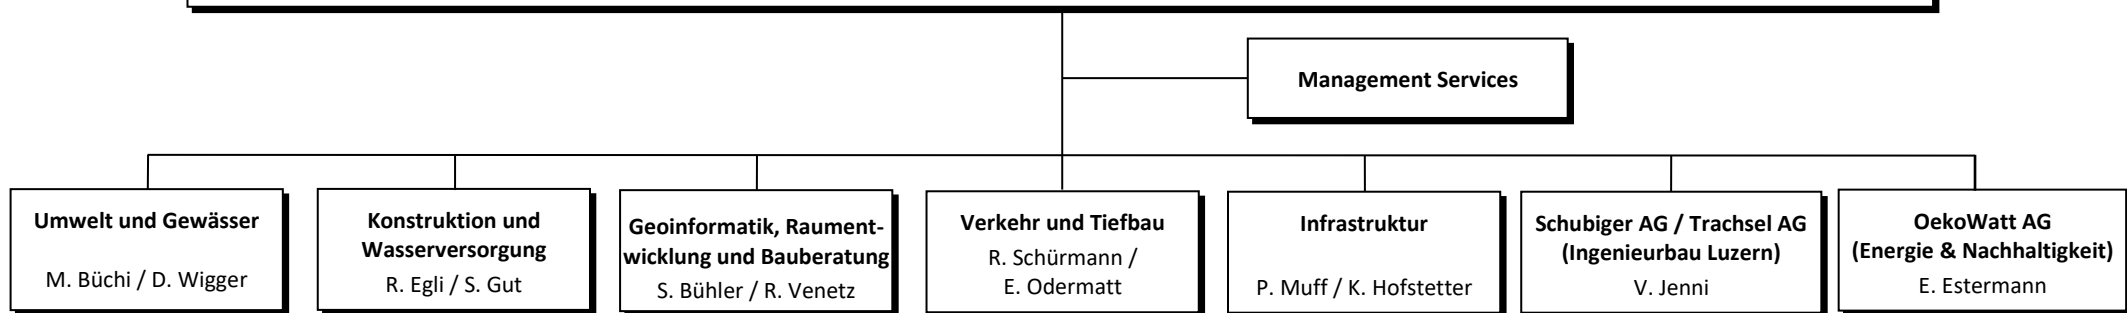 Management Services
Umwelt und Gewässer
M. Büchi / D. Wigger
Konstruktion und
Wasserversorgung
R. Egli / S. Gut
Geoinformatik, Raument-
wicklung und Bauberatung
S. Bühler / R. Venetz
Verkehr und Tiefbau
R. Schürmann /
E. Odermatt
Infrastruktur
P. Muff / K. Hofstetter
Schubiger AG / Trachsel AG
(Ingenieurbau Luzern)
V. Jenni
OekoWatt AG
(Energie & Nachhaltigkeit)
E. Estermann